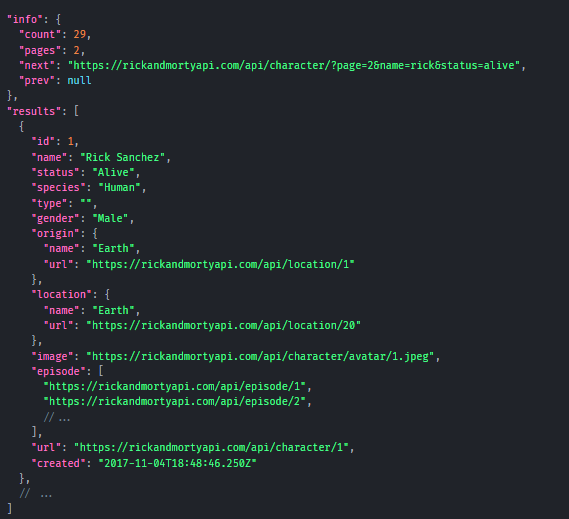 "info": {
"count": 29,
"pages": 2,
"next": "https://rickandmortyapi.com/api/character/?page=2&name=rick&status=alive",
"prev": null
},
"results": [
{
"id": 1,
"name": "Rick Sanchez",
"status": "Alive",
"species": "Human",
"type": "",
"gender": "Male",
"origin": {
"name": "Earth",
"url": "https://rickandmortyapi.com/api/location/1"
},
"location": {
"name": "Earth",
"url": "https://rickandmortyapi.com/api/location/20"
},
"image": "https://rickandmortyapi.com/api/character/avatar/1.jpeg",
"episode": [
"https://rickandmortyapi.com/api/episode/1",
"https://rickandmortyapi.com/api/episode/2",
//...
],
"url": "https://rickandmortyapi.com/api/character/1",
"created": "2017-11-04T18:48:46.250Z"
},
// ...
]